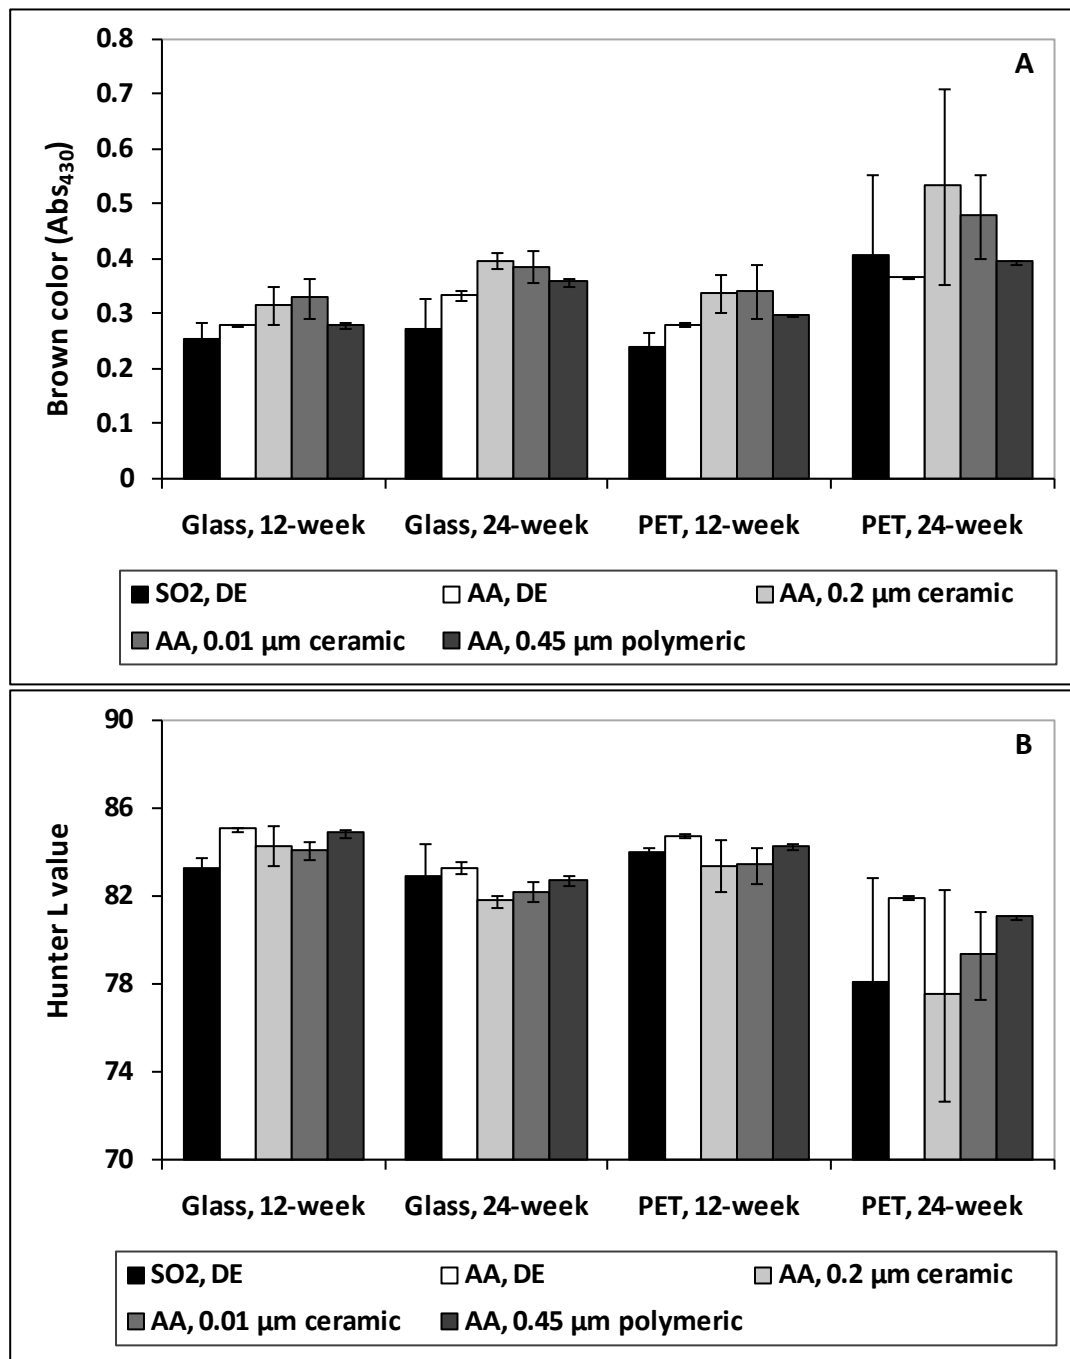 0.8
A
0.7
0.6
0.5
0.4
0.3
0.2
0.1
0
Brown color (Abs430)
Glass, 12-week Glass, 24-week PET, 12-week PET, 24-week
SO2, DE AA, DE AA, 0.2 µm ceramic
AA, 0.01 µm ceramic AA, 0.45 µm polymeric
90
B
86
82
78
74
70
Hunter L value
Glass, 12-week Glass, 24-week PET, 12-week PET, 24-week
SO2, DE AA, DE AA, 0.2 µm ceramic
AA, 0.01 µm ceramic AA, 0.45 µm polymeric